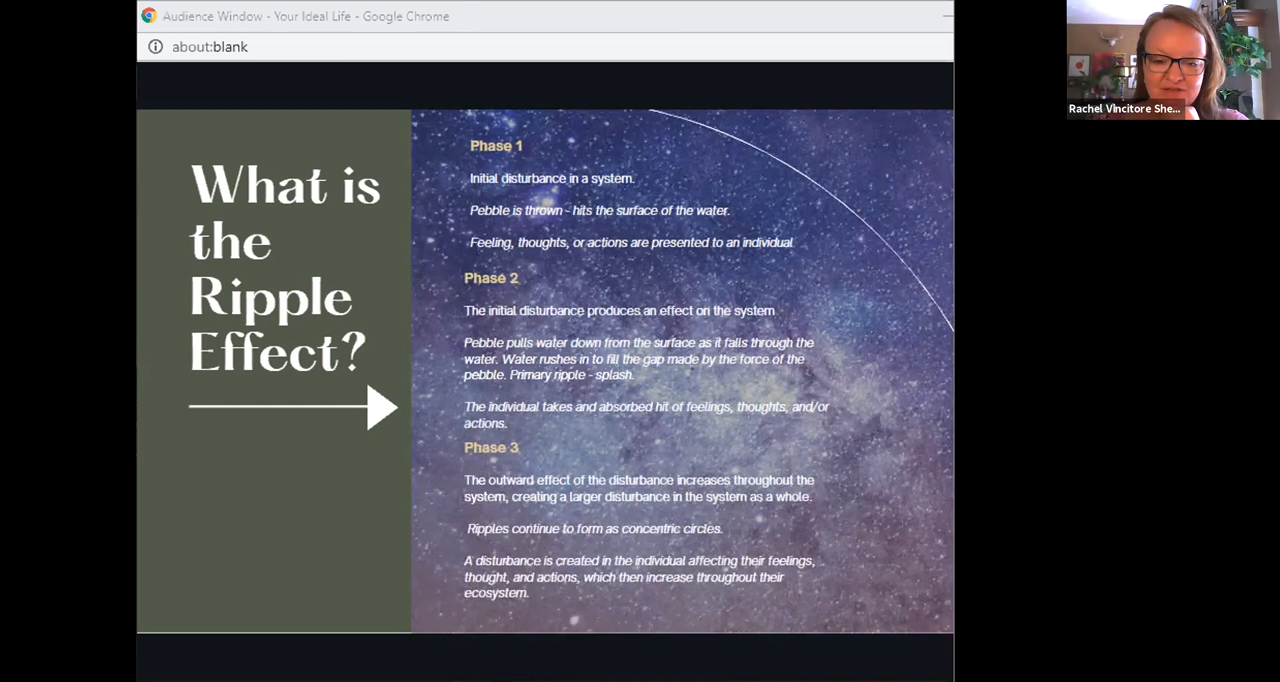 Audience Window - Your Ideal Life - Google Chrome
about:blank
Rachel Vincitore She...
What is
the
Ripple
Effect?
Phase 1
Initial disturbance in a system.
Pebble is thrown - hits the surface of the water.
Feeling, thoughts, or actions are presented to an individual
Phase 2
The initial disturbance produces an effect on the system
Pebble pulls water down from the surface as it falls through the
water. Water rushes in to fill the gap made by the force of the
pebble. Primary ripple - splash.
The individual takes and absorbed hit of feelings, thoughts, and/or
actions.
Phase 3
The outward effect of the disturbance increases throughout the
system, creating a larger disturbance in the system as a whole.
Ripples continue to form as concentric circles.
A disturbance is created in the individual affecting their feelings,
thought, and actions, which then increase throughout their
ecosystem.